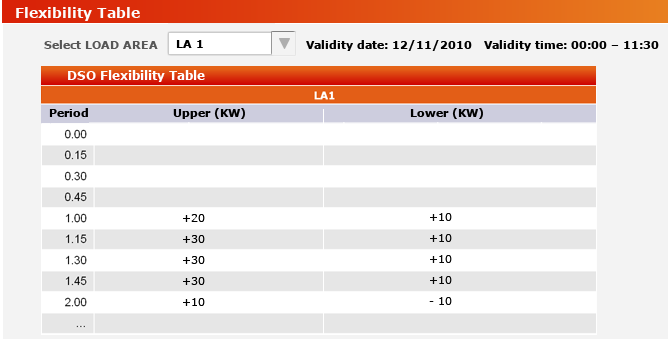 Flexibility Table
Select LOAD AREA LA 1 Validity date: 12/11/2010 Validity time: 00:00 – 11:30
DSO Flexibility Table
LA1
Period Upper (KW) Lower (KW)
0.00
0.15
0.30
0.45
1.00 +20 +10
1.15 +30 +10
1.30 +30 +10
1.45 +30 +10
2.00 +10 - 10
...